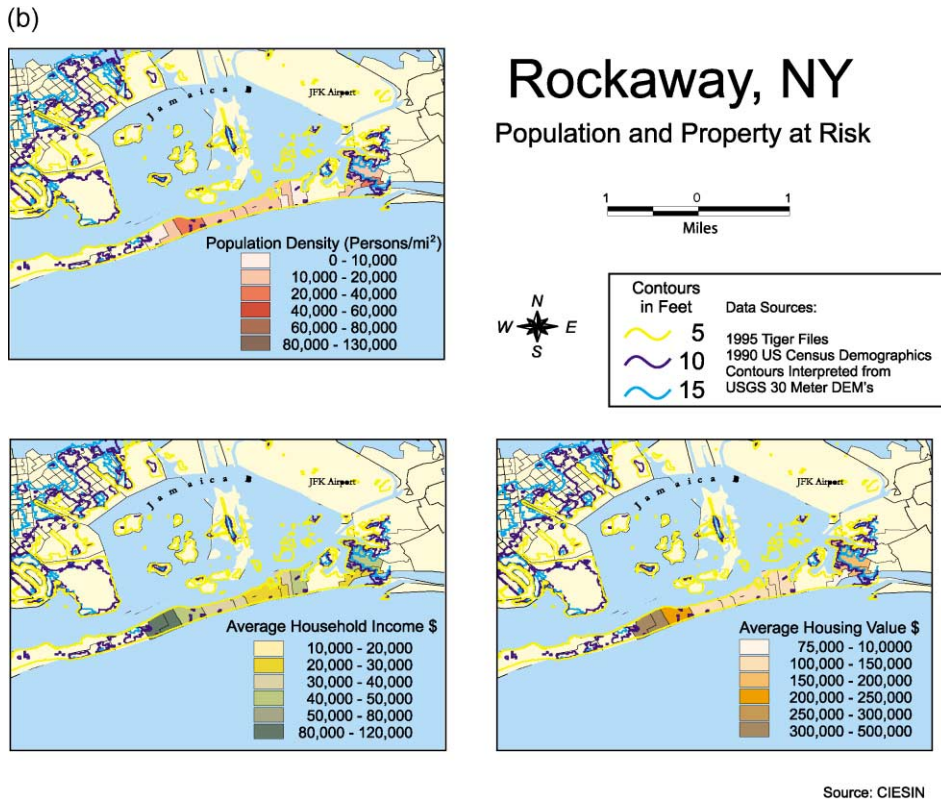 (b)
Rockaway, NY
Population and Property at Risk
1 0 1
Miles
N
W E
S
Contours
in Feet
5
10
15
Data Sources:
1995 Tiger Files
1990 US Census Demographics
Contours Interpreted from
USGS 30 Meter DEM's
Jamaica B
JFK Airport
Population Density (Persons/mi²)
0 - 10,000
10,000 - 20,000
20,000 - 40,000
40,000 - 60,000
60,000 - 80,000
80,000 - 130,000
Jamaica B
JFK Airport
Average Household Income $
10,000 - 20,000
20,000 - 30,000
30,000 - 40,000
40,000 - 50,000
50,000 - 80,000
80,000 - 120,000
Jamaica B
JFK Airport
Average Housing Value $
75,000 - 10,0000
100,000 - 150,000
150,000 - 200,000
200,000 - 250,000
250,000 - 300,000
300,000 - 500,000
Source: CIESIN